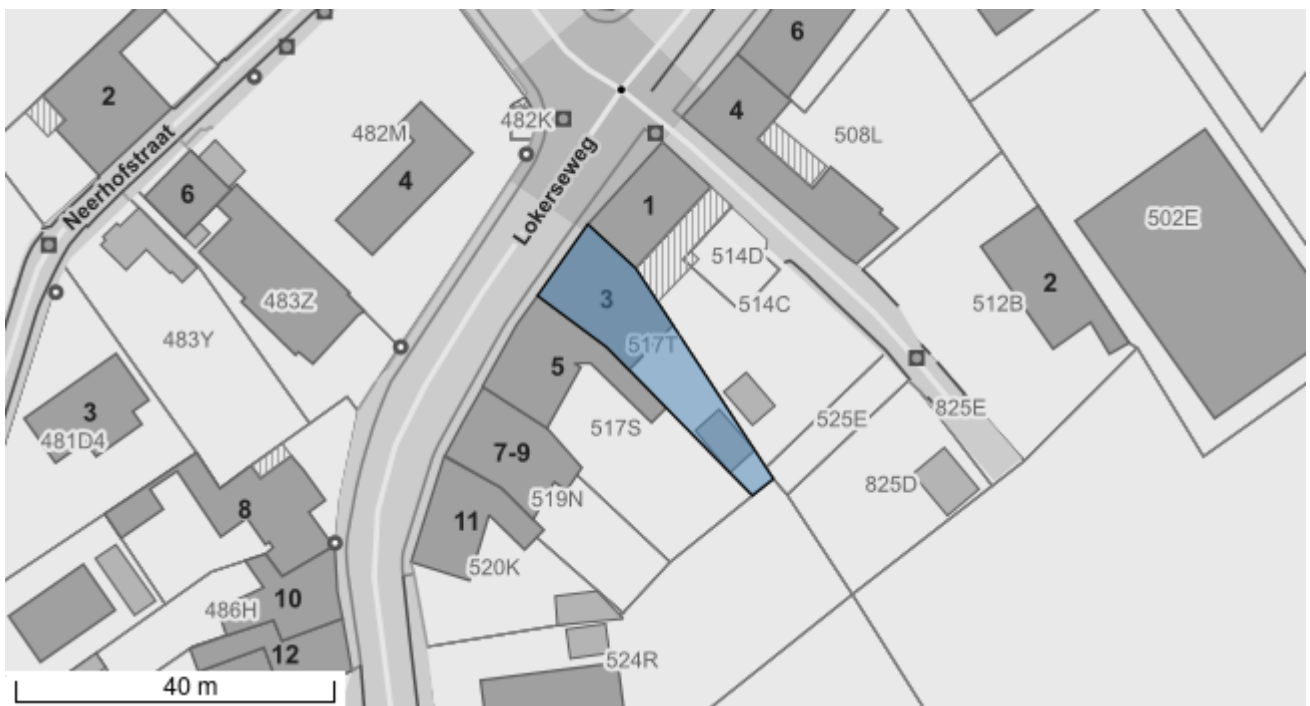 6
2
4
508L
482K
482M
Neerhofstraat
4
Lokerseweg
6
1
502E
514D
483Z
3
514C
512B
2
483Y
517T
5
3
481D4
517S
525E
825E
7-9
825D
519N
8
11
520K
10
486H
12
524R
40 m